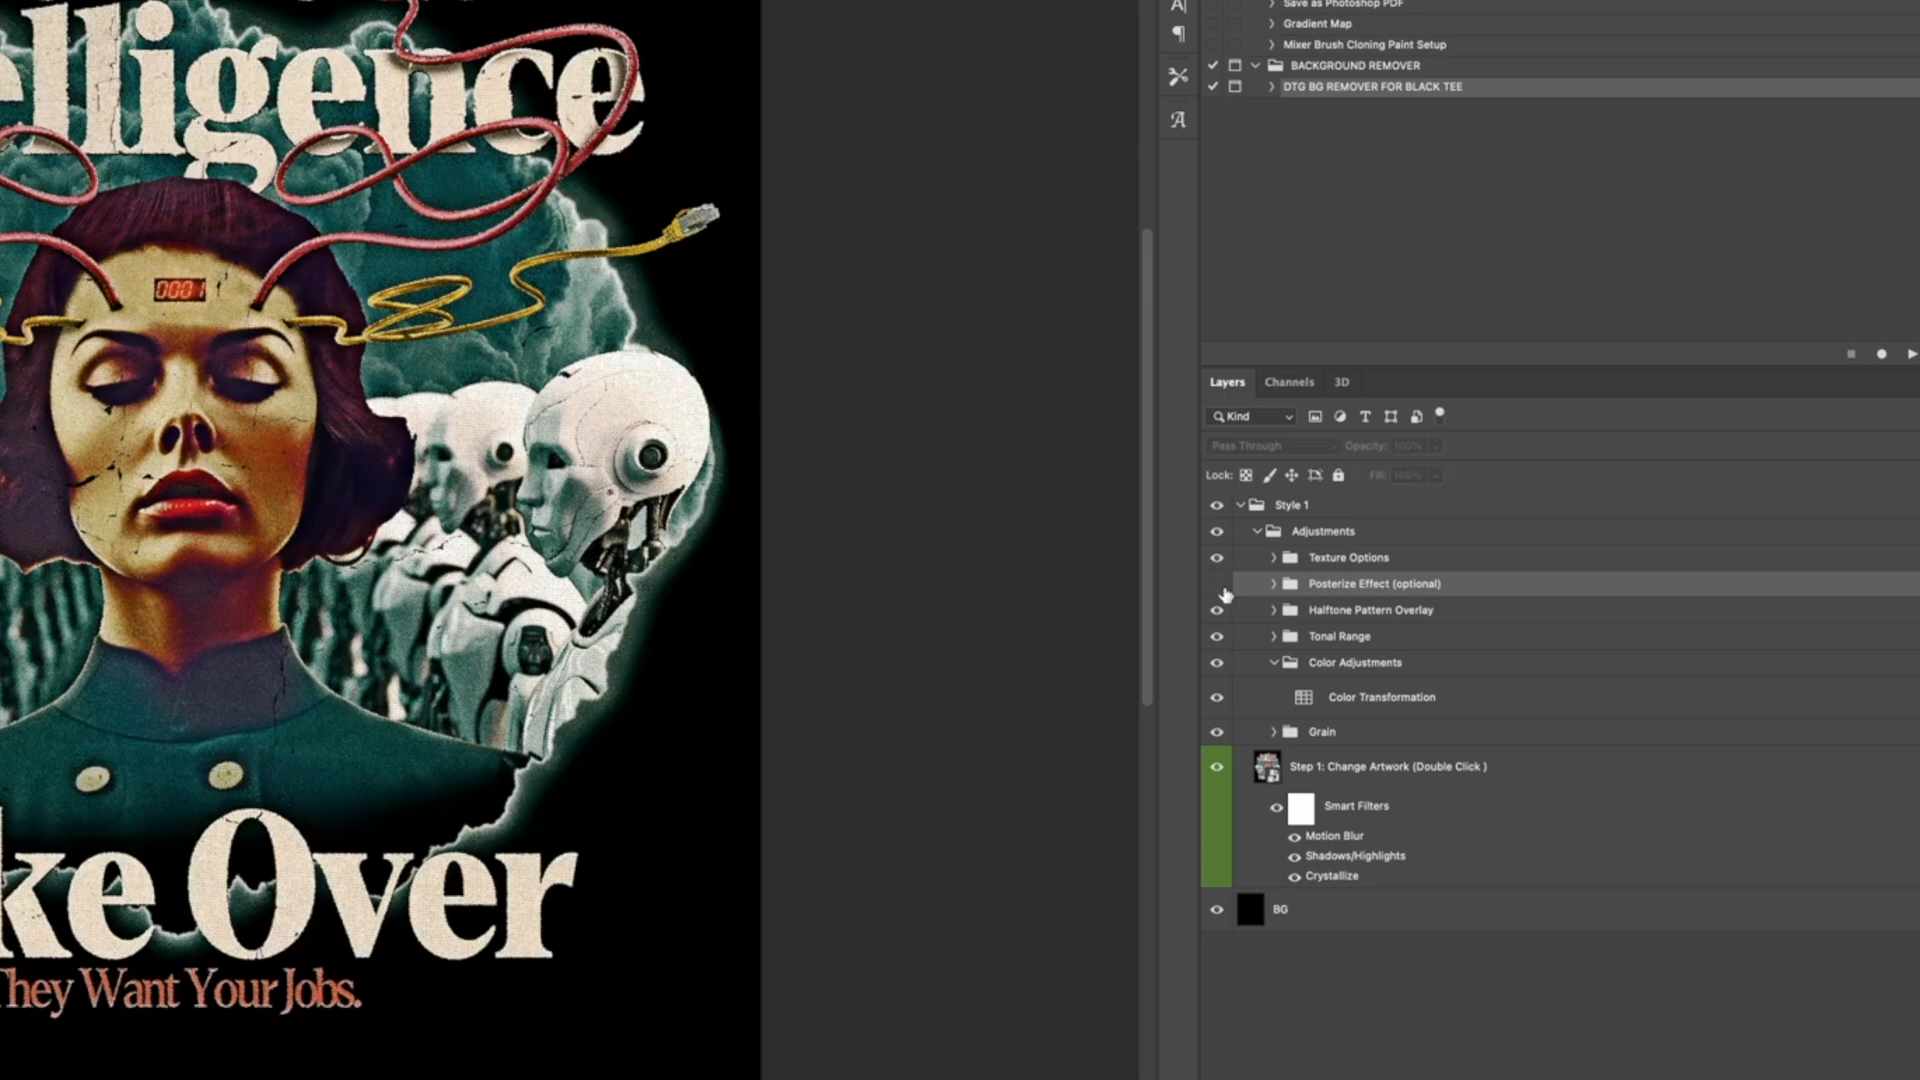 elligence
0001
ke Over
They Want Your Jobs.
Save as Photoshop PDF
Gradient Map
Mixer Brush Cloning Paint Setup
BACKGROUND REMOVER
DTG BG REMOVER FOR BLACK TEE
Layers Channels 3D
Kind
Pass Through Opacity: 100%
Lock: Fill: 100%
Style 1
Adjustments
Texture Options
Posterize Effect (optional)
Halftone Pattern Overlay
Tonal Range
Color Adjustments
Color Transformation
Grain
Step 1: Change Artwork (Double Click )
Smart Filters
Motion Blur
Shadows/Highlights
Crystallize
BG